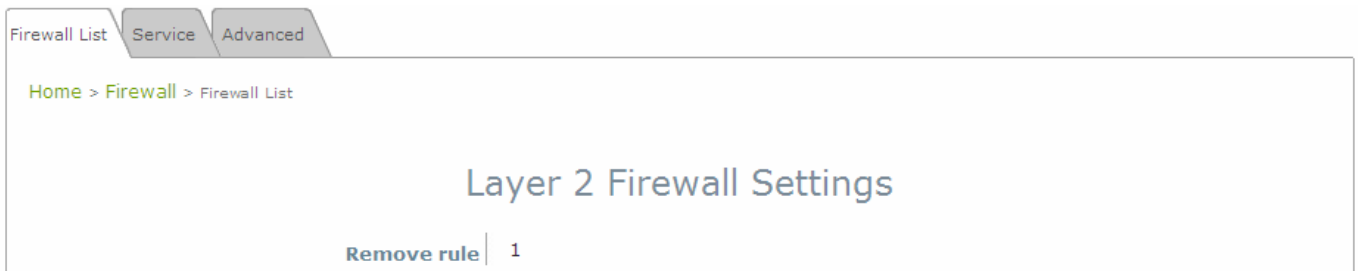 Firewall List Service Advanced
Home > Firewall > Firewall List
Layer 2 Firewall Settings
Remove rule 1